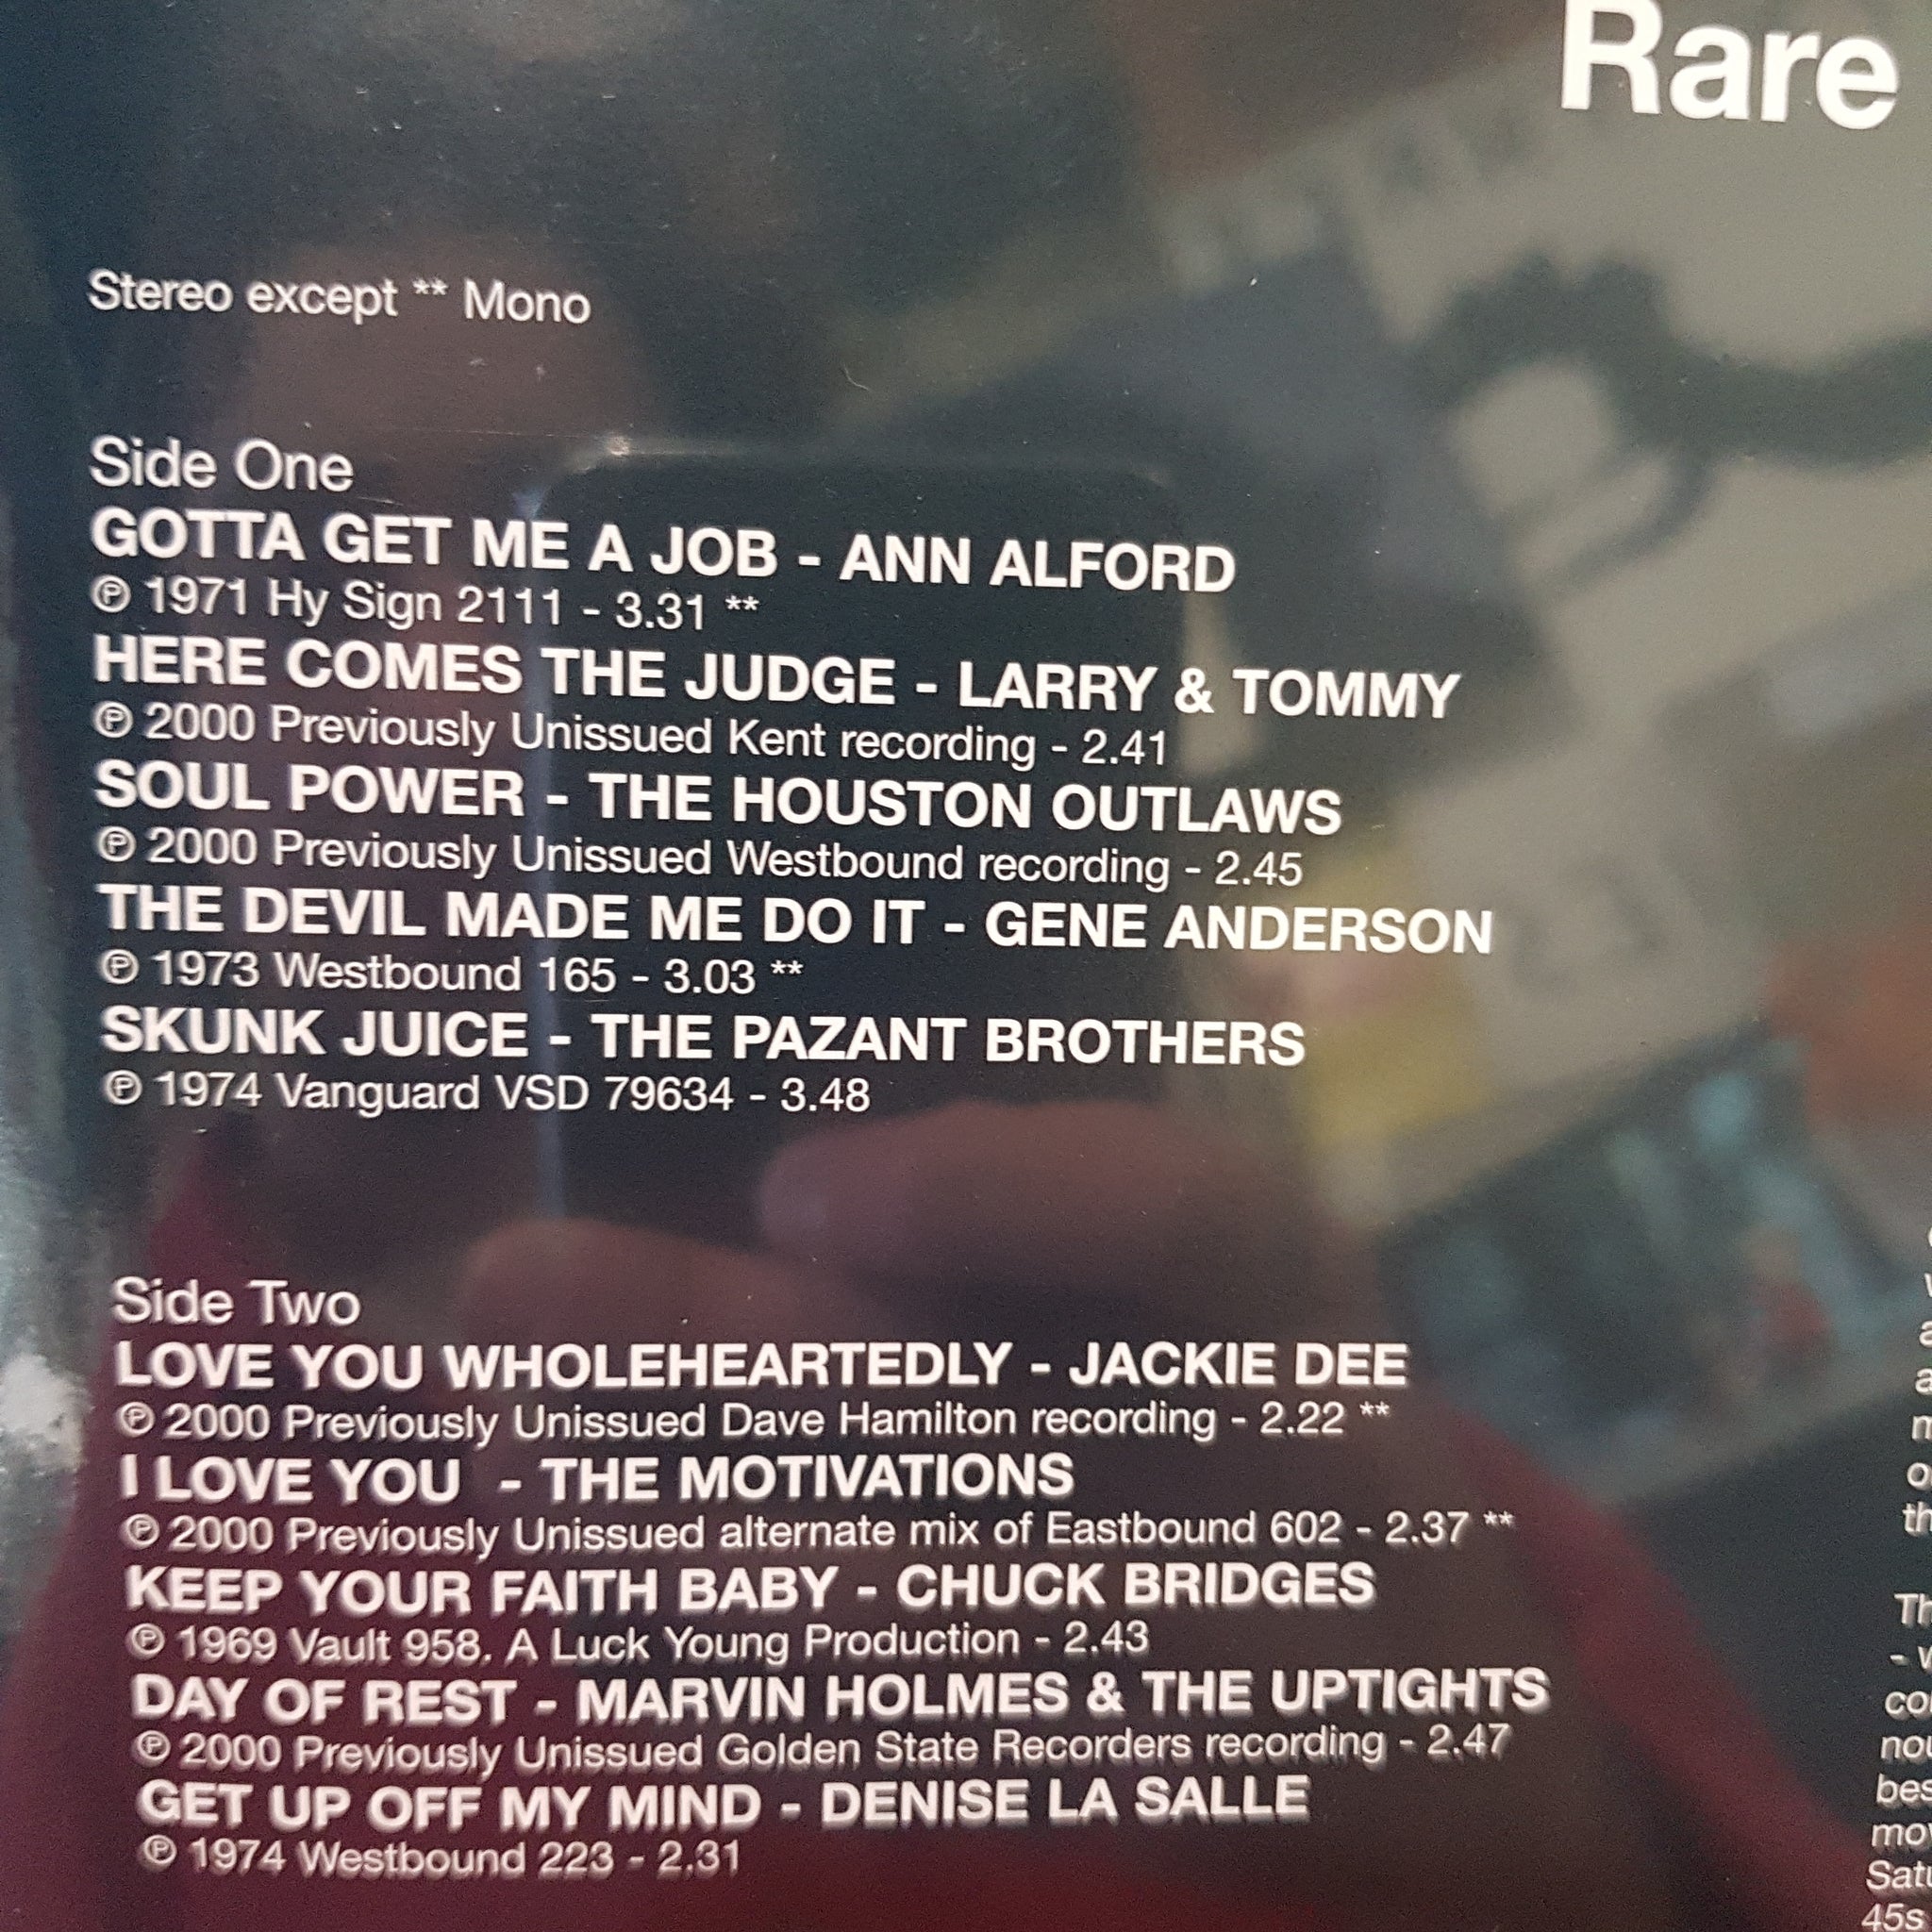 Rare
Stereo except ** Mono
Side One
GOTTA GET ME A JOB - ANN ALFORD
℗ 1971 Hy Sign 2111 - 3.31 **
HERE COMES THE JUDGE - LARRY & TOMMY
℗ 2000 Previously Unissued Kent recording - 2.41
SOUL POWER - THE HOUSTON OUTLAWS
℗ 2000 Previously Unissued Westbound recording - 2.45
THE DEVIL MADE ME DO IT - GENE ANDERSON
℗ 1973 Westbound 165 - 3.03 **
SKUNK JUICE - THE PAZANT BROTHERS
℗ 1974 Vanguard VSD 79634 - 3.48
Side Two
LOVE YOU WHOLEHEARTEDLY - JACKIE DEE
℗ 2000 Previously Unissued Dave Hamilton recording - 2.22 **
I LOVE YOU - THE MOTIVATIONS
℗ 2000 Previously Unissued alternate mix of Eastbound 602 - 2.37 **
KEEP YOUR FAITH BABY - CHUCK BRIDGES
℗ 1969 Vault 958. A Luck Young Production - 2.43
DAY OF REST - MARVIN HOLMES & THE UPTIGHTS
℗ 2000 Previously Unissued Golden State Recorders recording - 2.47
GET UP OFF MY MIND - DENISE LA SALLE
℗ 1974 Westbound 223 - 2.31
45s